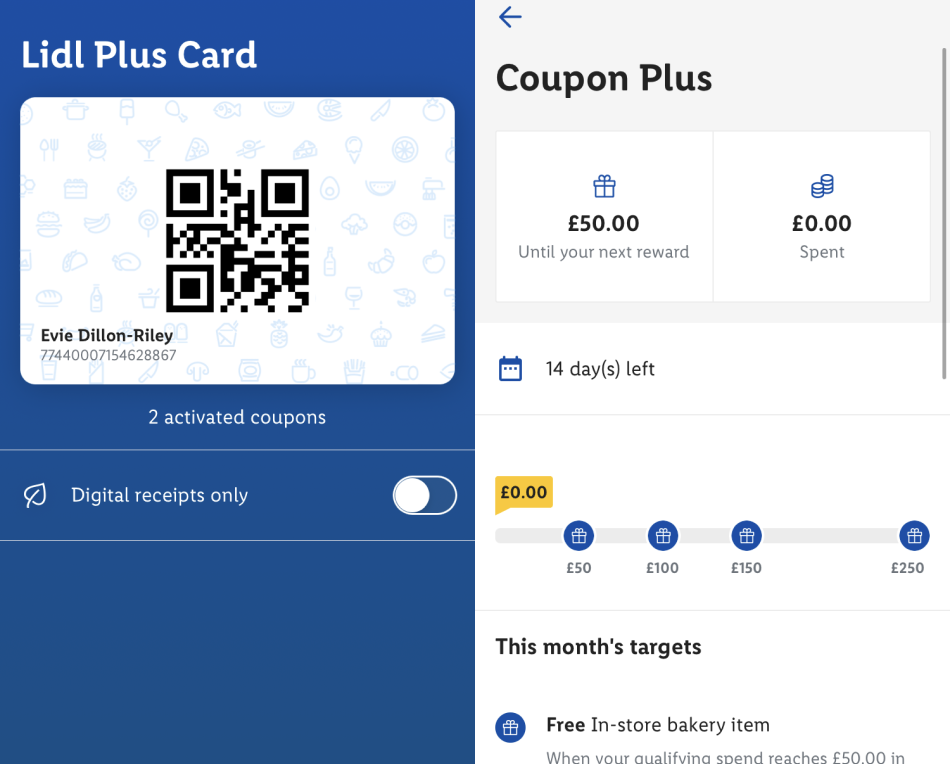 Lidl Plus Card
Evie Dillon-Riley
77440007154628867
2 activated coupons
Digital receipts only
Coupon Plus
£50.00
Until your next reward
£0.00
Spent
14 day(s) left
£0.00
£50
£100
£150
£250
This month's targets
Free In-store bakery item
When your qualifying spend reaches £50.00 in